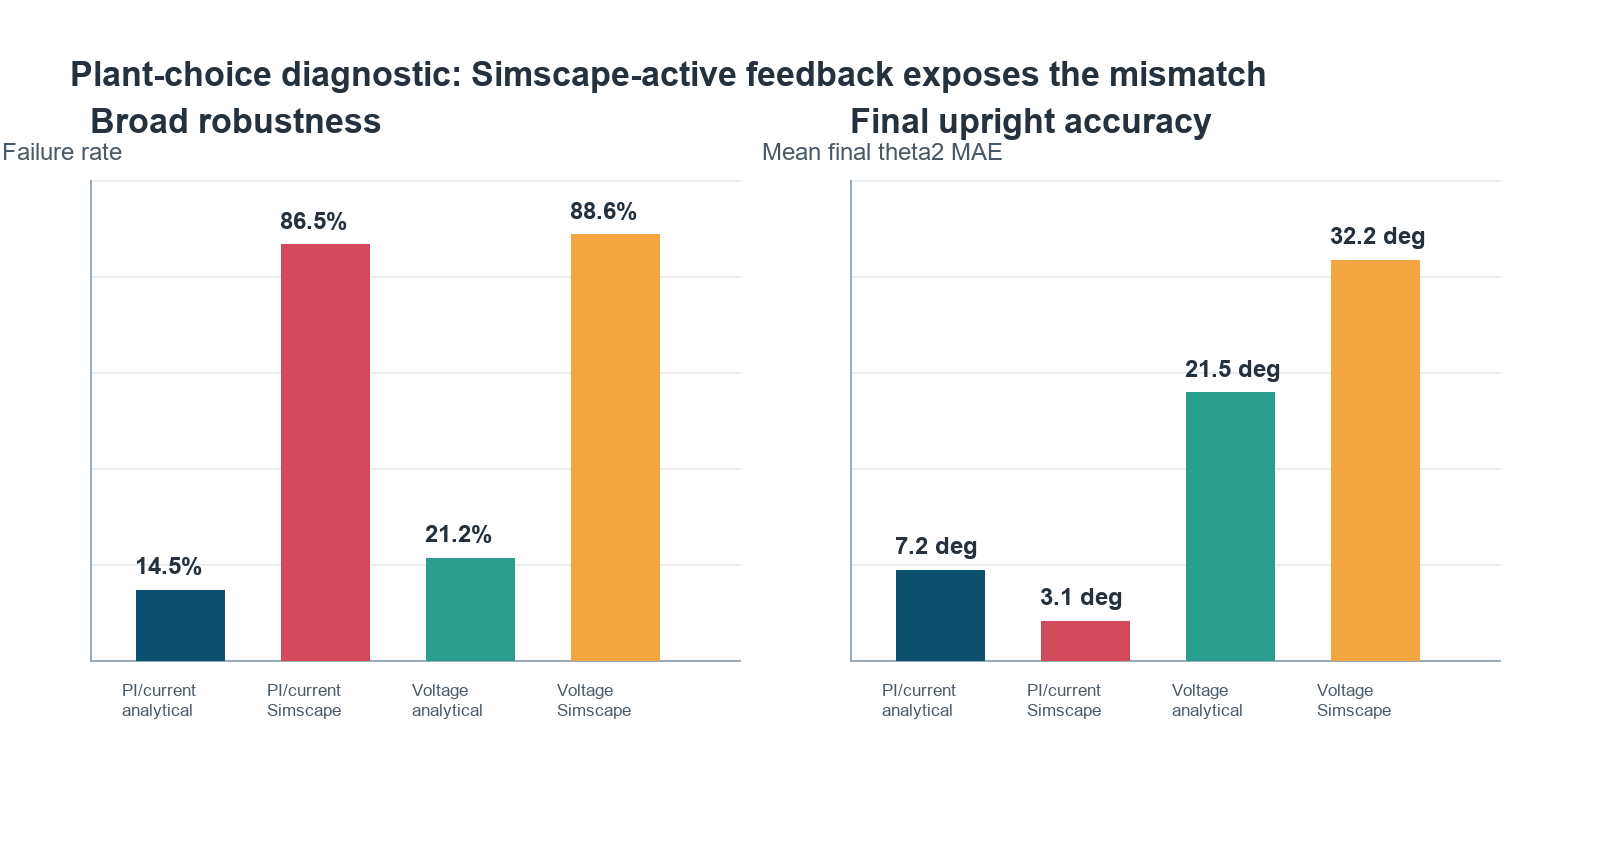 Plant-choice diagnostic: Simscape-active feedback exposes the mismatch
Broad robustness
Failure rate
86.5%
88.6%
21.2%
14.5%
PI/current
analytical
PI/current
Simscape
Voltage
analytical
Voltage
Simscape
Final upright accuracy
Mean final theta2 MAE
32.2 deg
21.5 deg
7.2 deg
3.1 deg
PI/current
analytical
PI/current
Simscape
Voltage
analytical
Voltage
Simscape